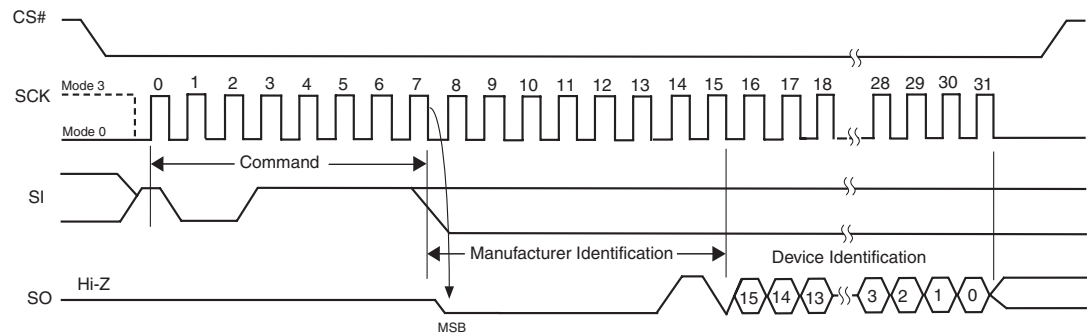 CS#
Mode 3
0 1 2 3 4 5 6 7 8 9 10 11 12 13 14 15 16 17 18 28 29 30 31
SCK
Mode 0
Command
SI
Manufacturer Identification
Device Identification
Hi-Z
SO
15 14 13 3 2 1 0
MSB